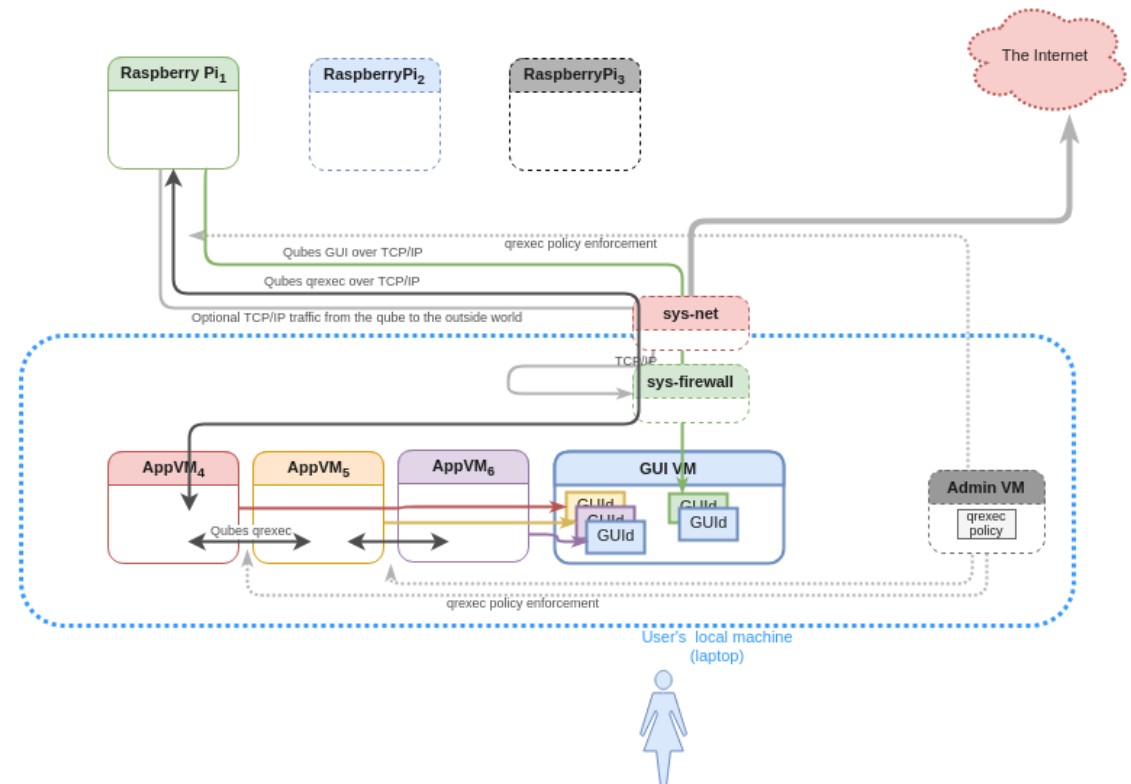 Raspberry Pi1
RaspberryPi2
RaspberryPi3
The Internet
qrexec policy enforcement
Qubes GUI over TCP/IP
Qubes qrexec over TCP/IP
Optional TCP/IP traffic from the qube to the outside world
sys-net
TCP/IP
sys-firewall
AppVM4
AppVM5
AppVM6
GUI VM
Admin VM
GUId
GUId
GUId
GUId
GUId
qrexec
policy
Qubes qrexec
qrexec policy enforcement
User's local machine
(laptop)